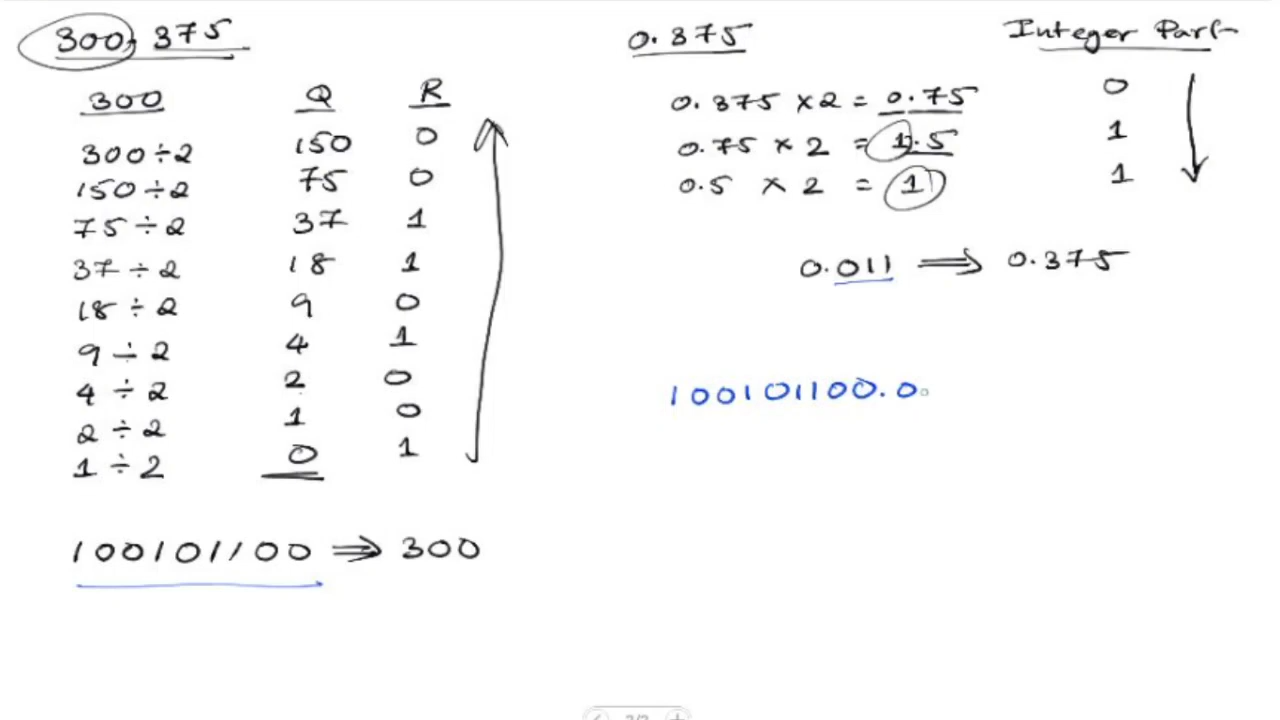 300.375
300 Q R
300÷2 150 0
150÷2 75 0
75÷2 37 1
37÷2 18 1
18÷2 9 0
9÷2 4 1
4÷2 2 0
2÷2 1 0
1÷2 0 1
100101100 ⇒ 300
0.375 Integer Part
0.375 ×2 = 0.75 0
0.75 × 2 = 1.5 1
0.5 × 2 = 1 1
0.011 ⇒ 0.375
100101100.0